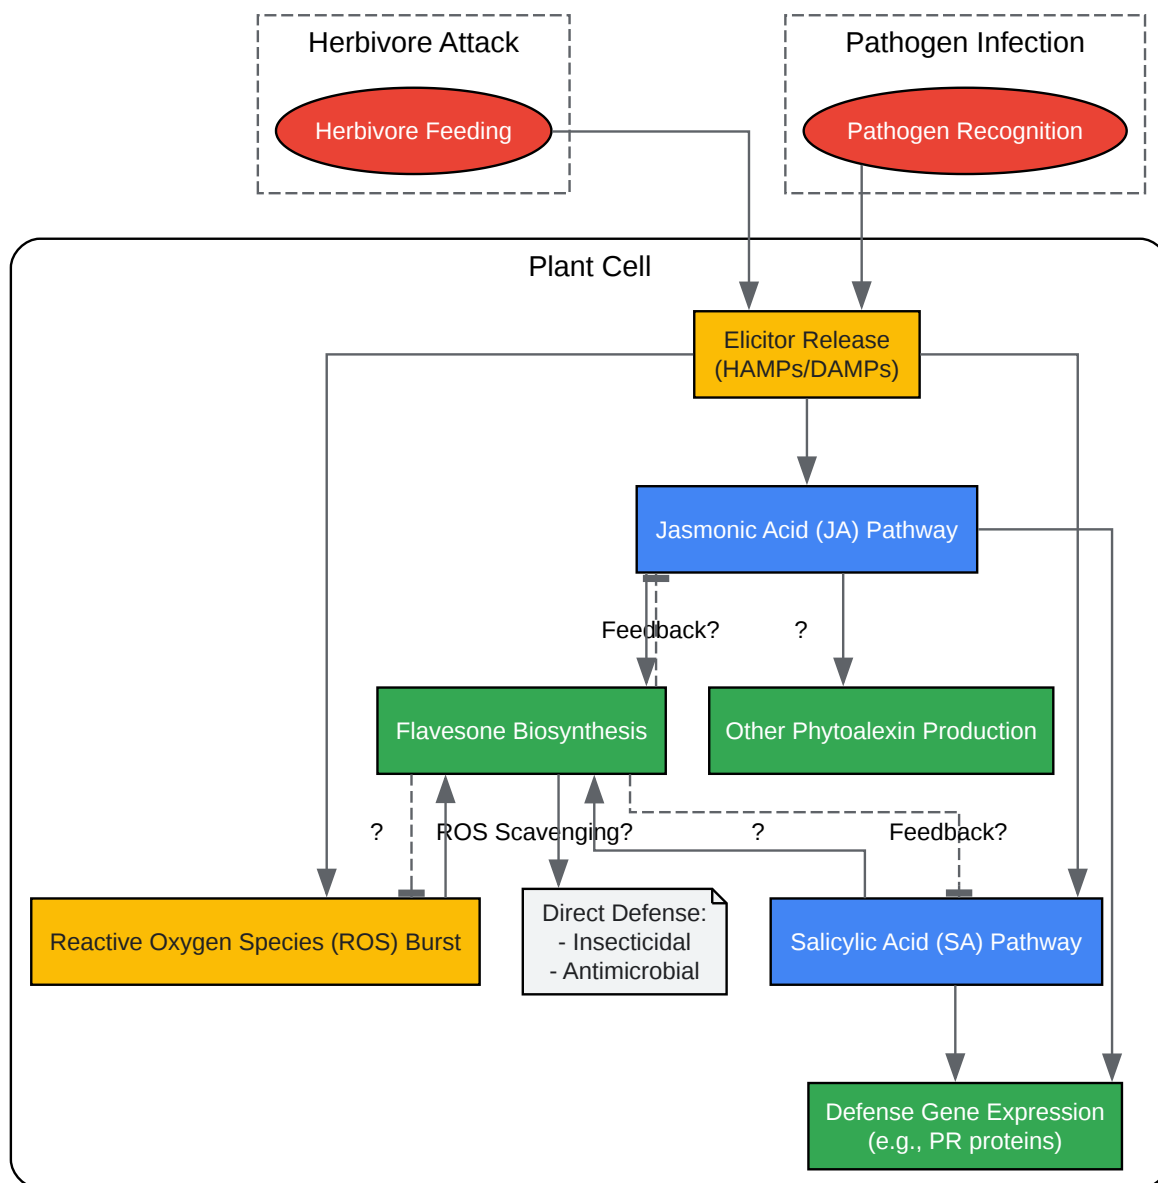 Herbivore Attack
Pathogen Infection
Herbivore Feeding
Pathogen Recognition
Plant Cell
Elicitor Release
(HAMPs/DAMPs)
Jasmonic Acid (JA) Pathway
Feedback?
?
Flavesone Biosynthesis
Other Phytoalexin Production
?
ROS Scavenging?
?
Feedback?
Reactive Oxygen Species (ROS) Burst
Direct Defense:
- Insecticidal
- Antimicrobial
Salicylic Acid (SA) Pathway
Defense Gene Expression
(e.g., PR proteins)